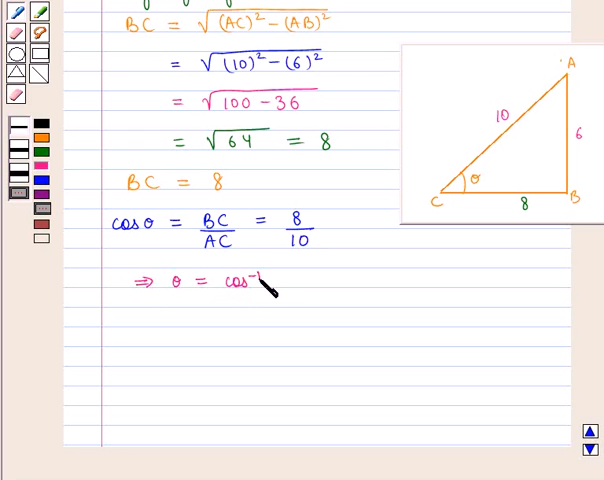 BC = √(AC)² – (AB)²
= √(10)² – (6)²
= √100 – 36
= √64 = 8
BC = 8
cosθ = BC/AC = 8/10
⇒ θ = cos⁻¹
A
10
6
θ
C
8
B